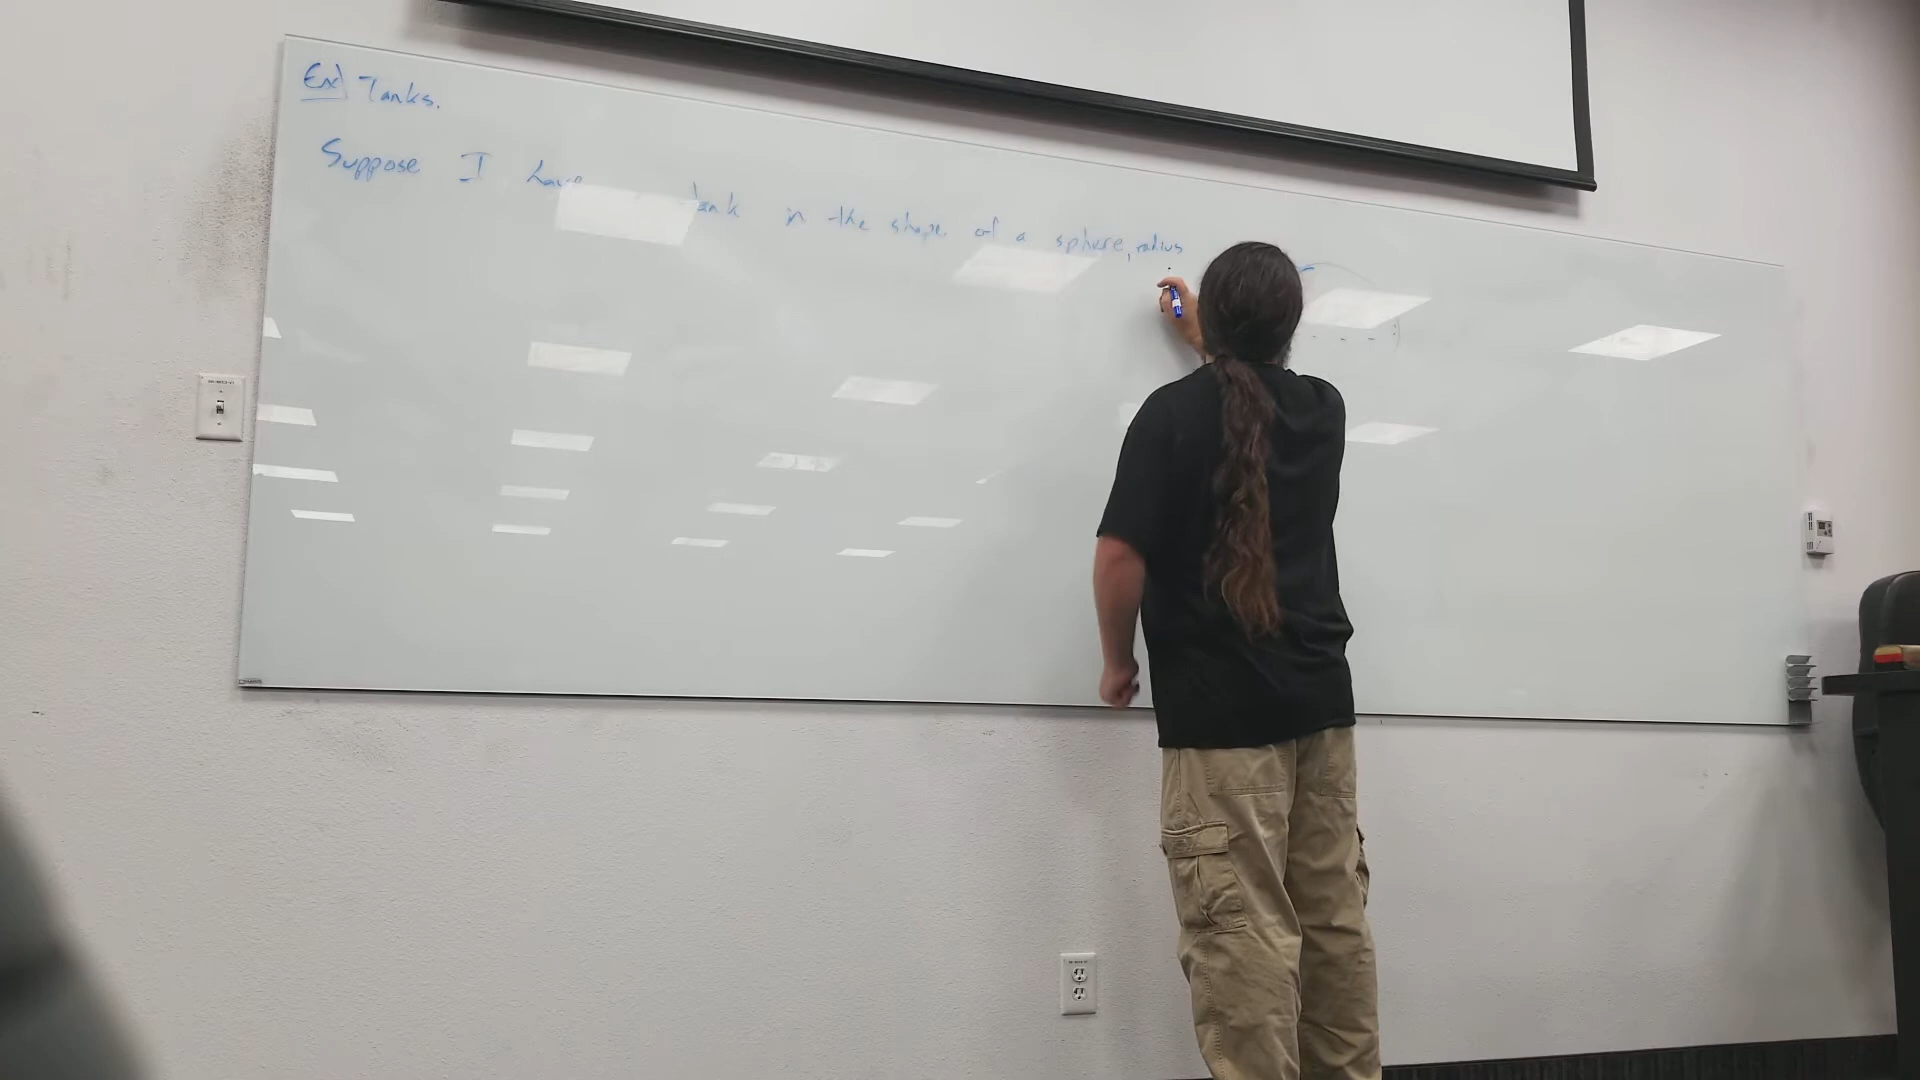 Ex) Tanks.
Suppose I have tank in the shape of a sphere, radius